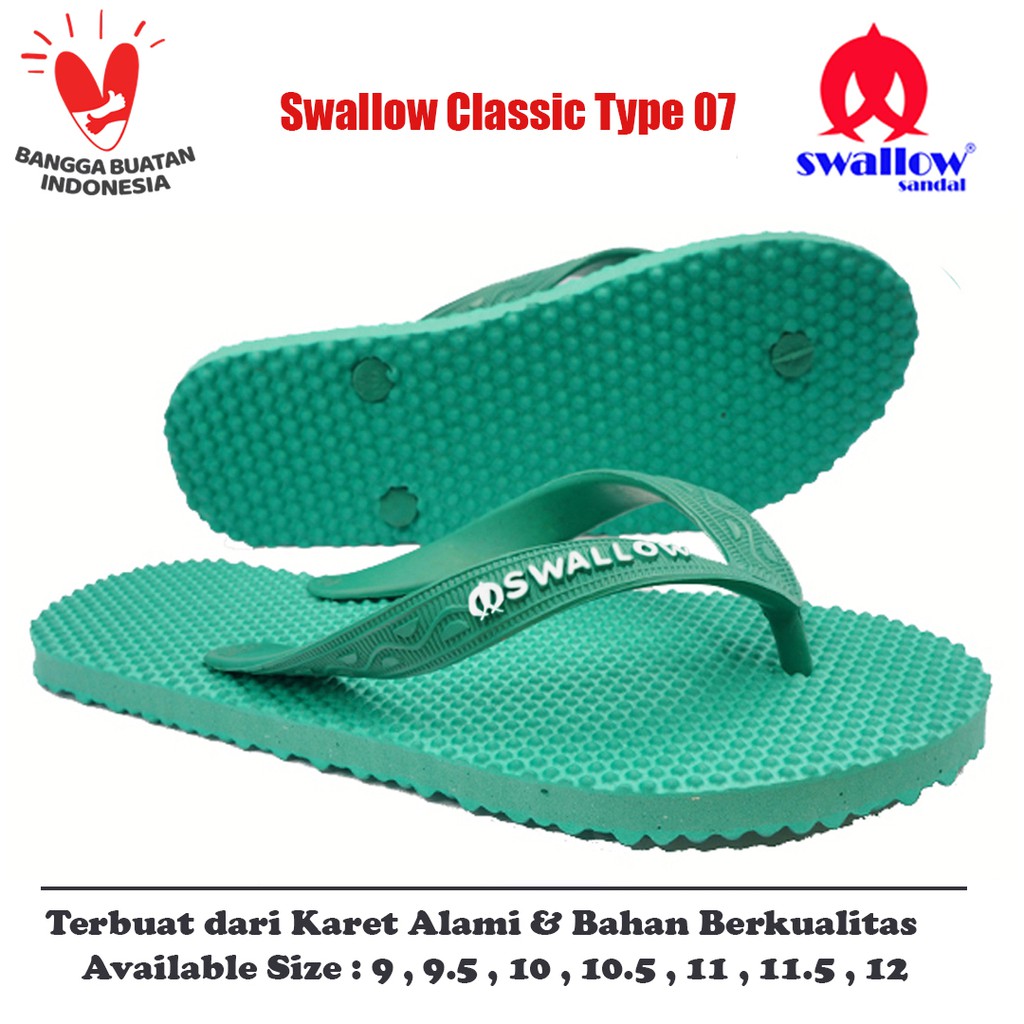 BANGGA BUATAN
INDONESIA
Swallow Classic Type 07
swallow®
sandal
SWALLOW
Terbuat dari Karet Alami & Bahan Berkualitas
Available Size : 9 , 9.5 , 10 , 10.5 , 11 , 11.5 , 12